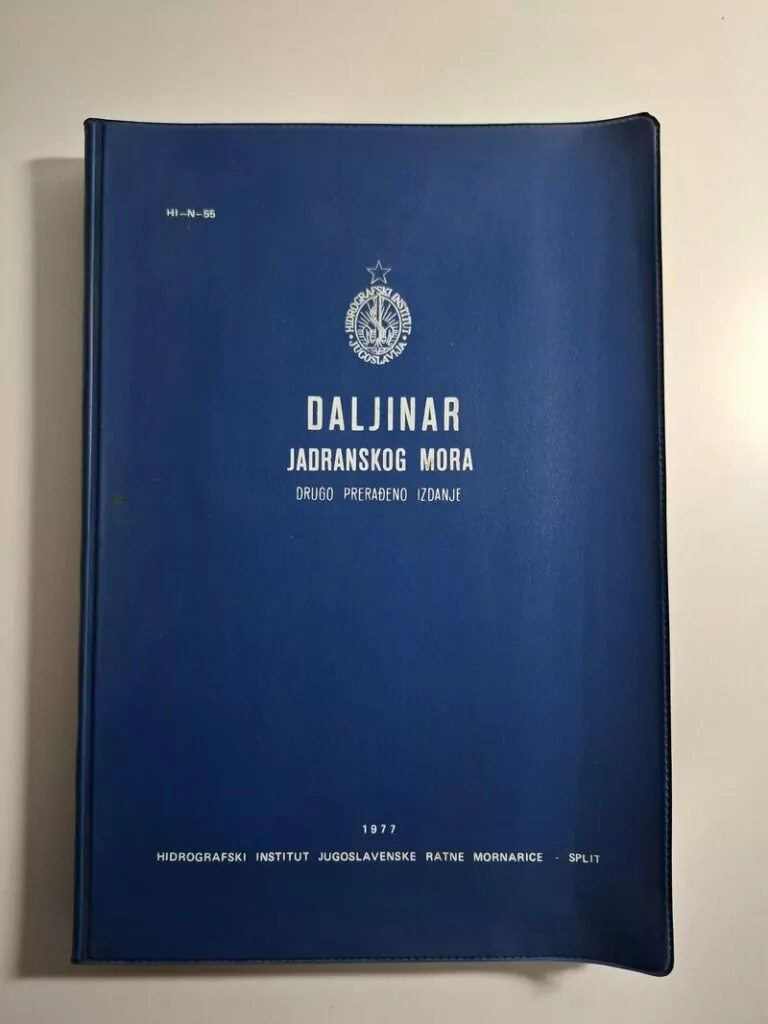 HI-N-55
HIDROGRAFSKI INSTITUT
JUGOSLAVIJA
DALJINAR
JADRANSKOG MORA
DRUGO PRERAĐENO IZDANJE
1977
HIDROGRAFSKI INSTITUT JUGOSLAVENSKE RATNE MORNARICE - SPLIT